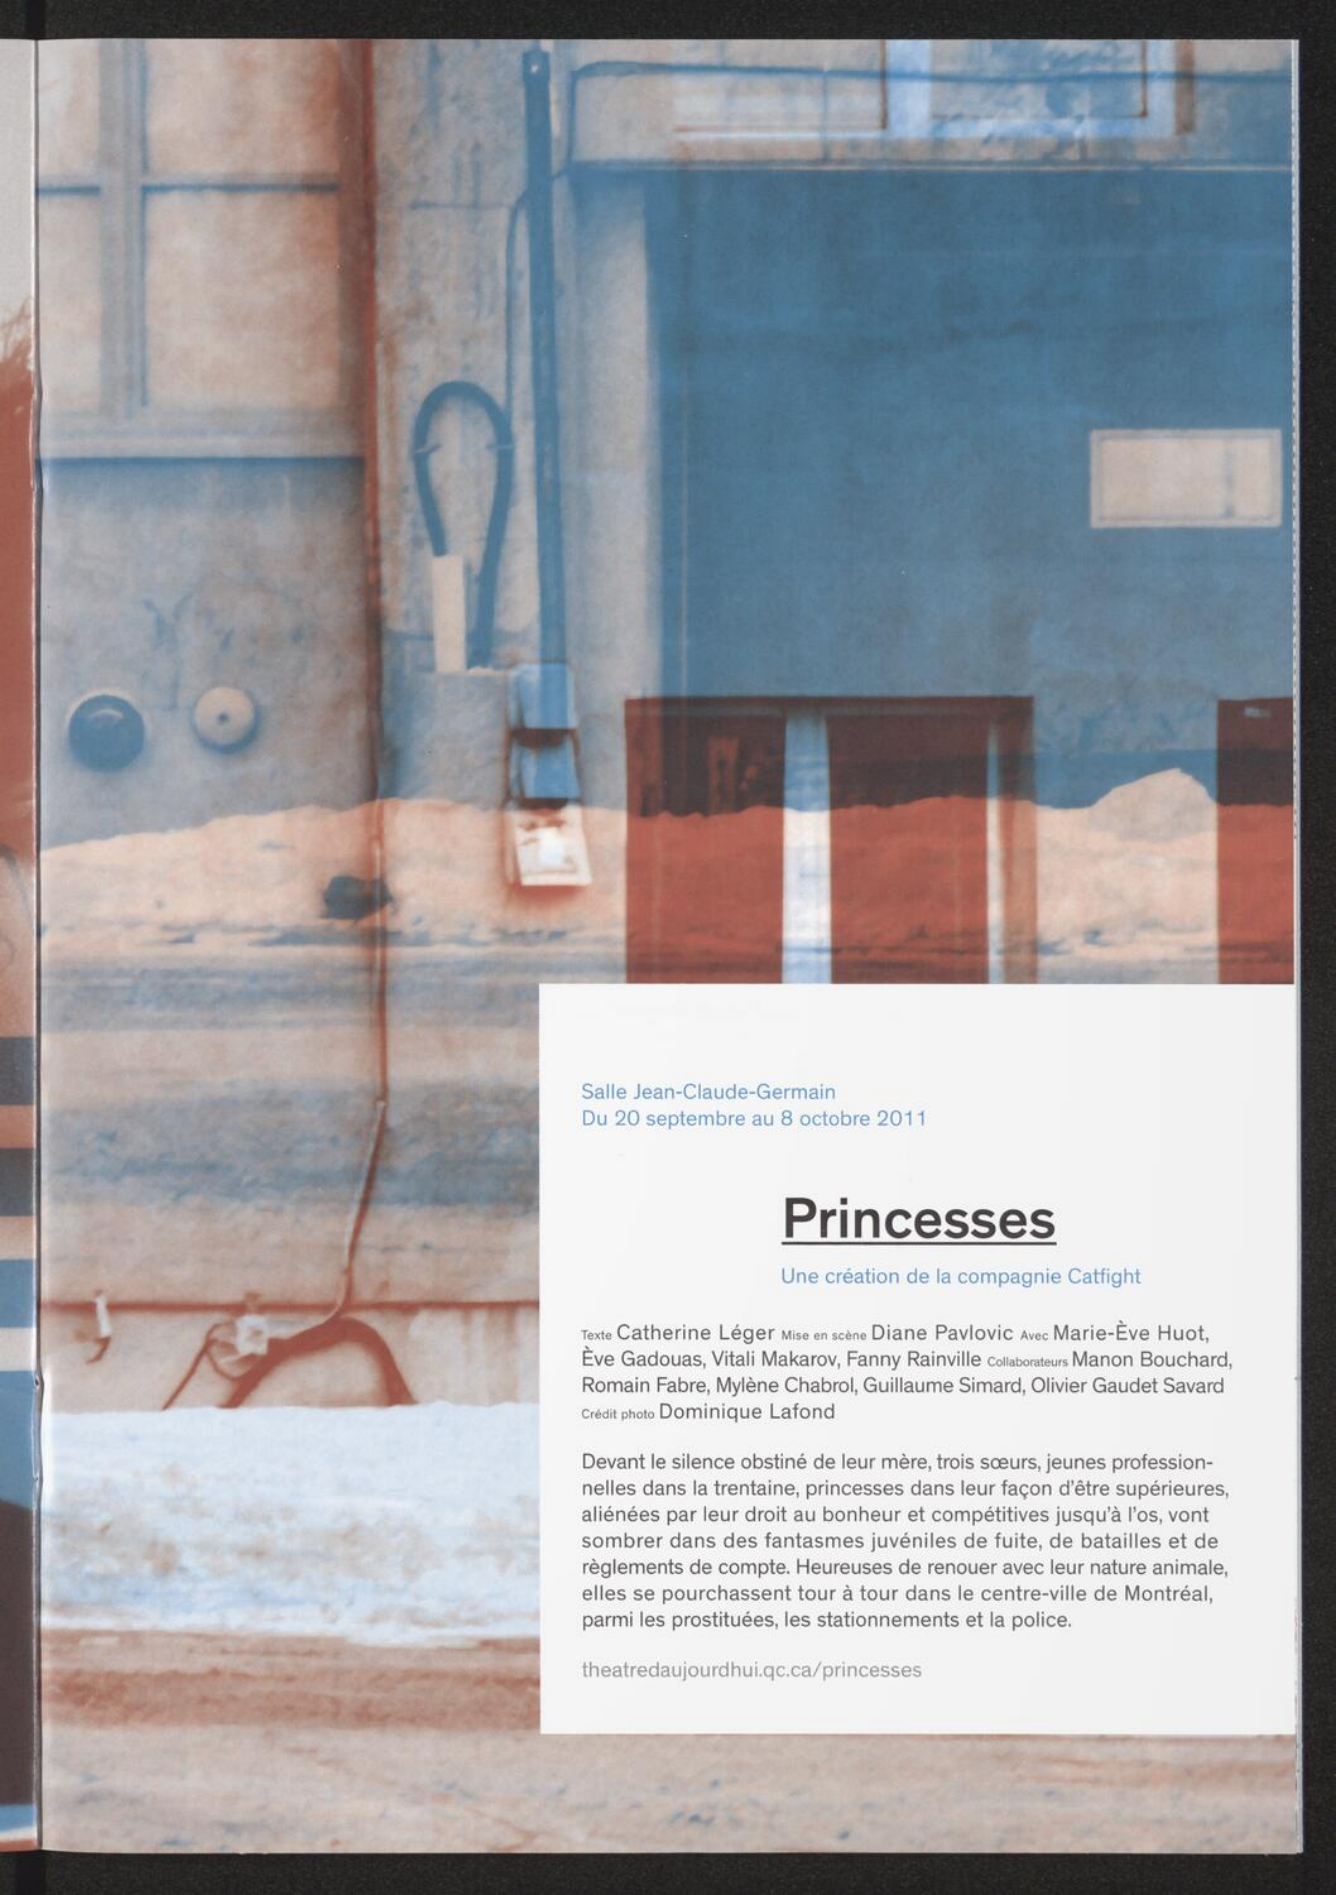 Salle Jean-Claude-Germain
Du 20 septembre au 8 octobre 2011
Princesses
Une création de la compagnie Catfight
Texte Catherine Léger Mise en scène Diane Pavlovic Avec Marie-Ève Huot,
Ève Gadouas, Vitali Makarov, Fanny Rainville Collaborateurs Manon Bouchard,
Romain Fabre, Mylène Chabrol, Guillaume Simard, Olivier Gaudet Savard
Crédit photo Dominique Lafond
Devant le silence obstiné de leur mère, trois sœurs, jeunes profession-
nelles dans la trentaine, princesses dans leur façon d'être supérieures,
aliénées par leur droit au bonheur et compétitives jusqu'à l'os, vont
sombrer dans des fantasmes juvéniles de fuite, de batailles et de
règlements de compte. Heureuses de renouer avec leur nature animale,
elles se pourchassent tour à tour dans le centre-ville de Montréal,
parmi les prostituées, les stationnements et la police.
theatredaujourdhui.qc.ca/princesses